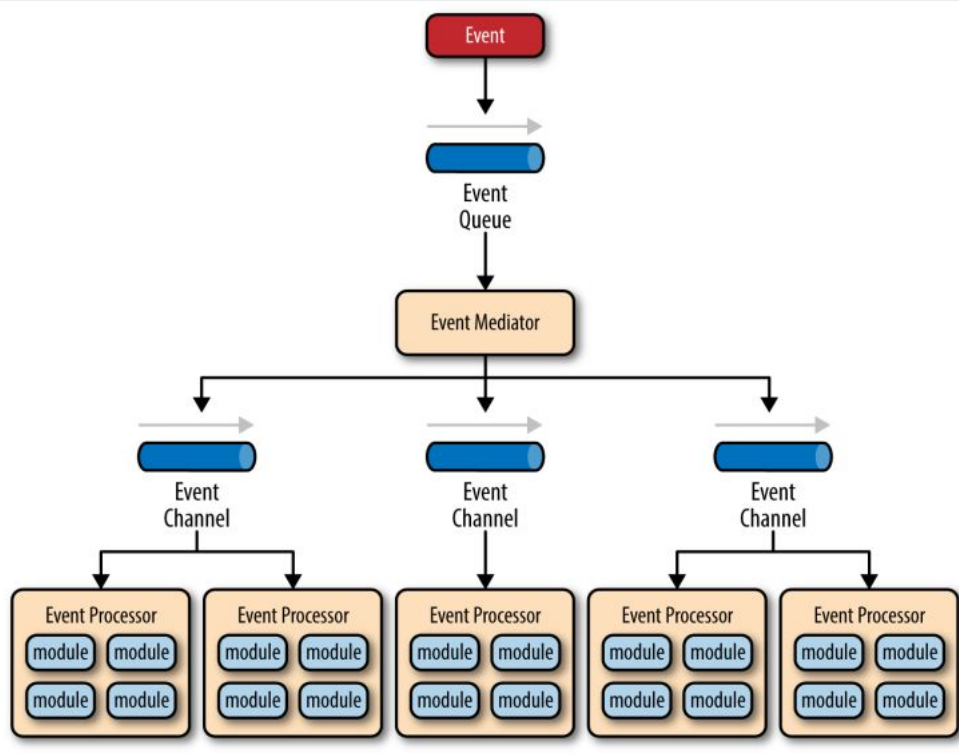 Event
Event
Queue
Event Mediator
Event
Channel
Event
Channel
Event
Channel
Event Processor
module module
module module
Event Processor
module module
module module
Event Processor
module module
module module
Event Processor
module module
module module
Event Processor
module module
module module